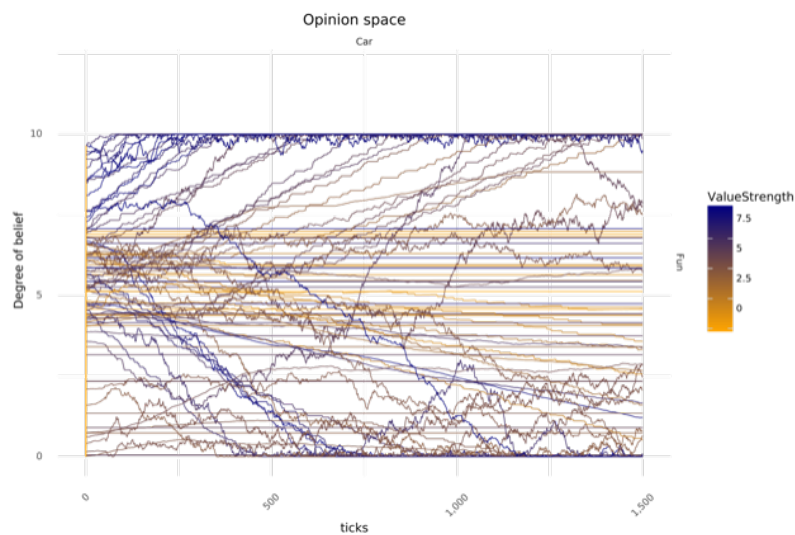 Opinion space
Car
Degree of belief
10
5
0
Fun
ValueStrength
7.5
5
2.5
0
0
500
1,000
1,500
ticks